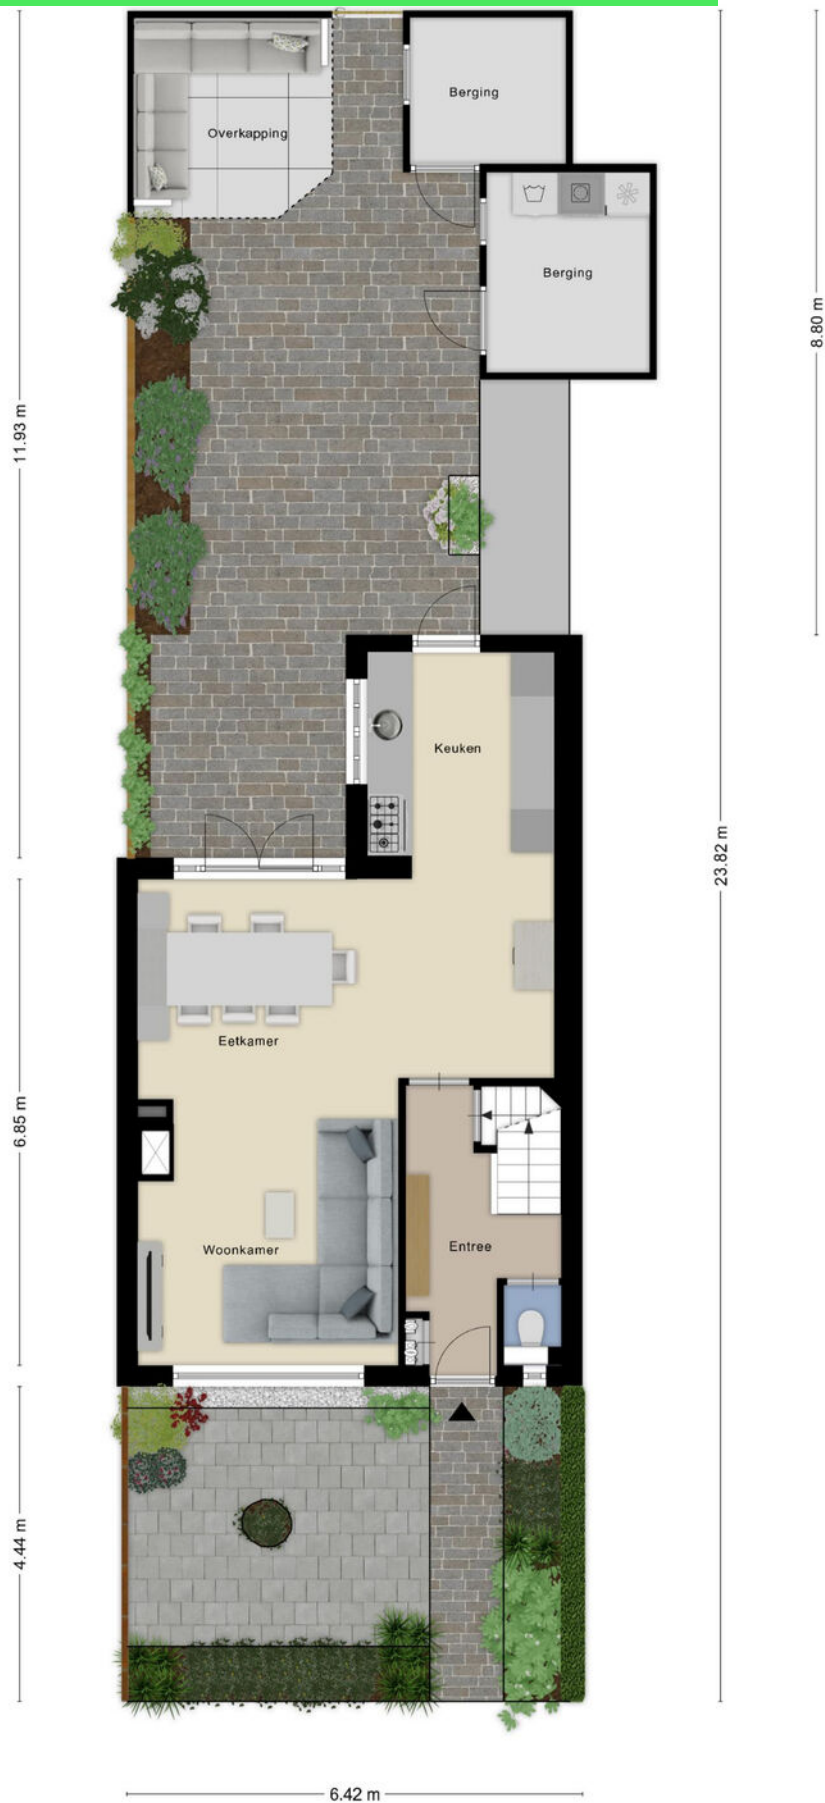 Berging
Overkapping
Berging
8.80 m
11.93 m
Keuken
23.82 m
Eetkamer
6.85 m
Woonkamer
Entree
4.44 m
6.42 m